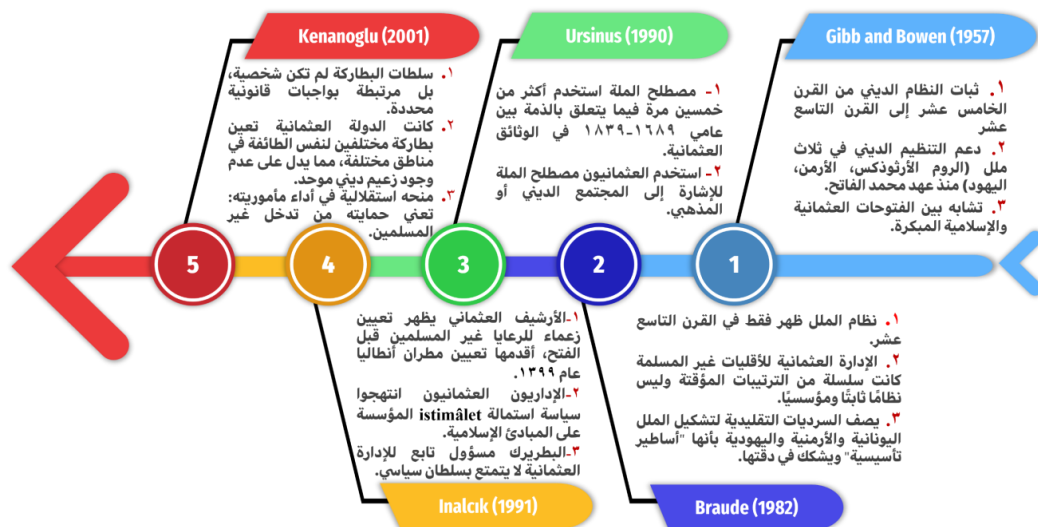 Gibb and Bowen (1957)
١. ثبات النظام الديني من القرن
الخامس عشر إلى القرن التاسع
عشر
٢. دعم التنظيم الديني في ثلاث
ملل (الروم الأرثوذكس، الأرمن،
اليهود) منذ عهد محمد الفاتح.
٣. تشابه بين الفتوحات العثمانية
والإسلامية المبكرة.
1
2
١. نظام الملل ظهر فقط في القرن التاسع
عشر.
٢. الإدارة العثمانية للأقليات غير المسلمة
كانت سلسلة من الترتيبات المؤقتة وليس
نظامًا ثابتًا ومؤسسيًا.
٣. يصف السرديات التقليدية لتشكيل الملل
اليونانية والأرمنية واليهودية بأنها "أساطير
تأسيسية" ويشكك في دقتها.
Braude (1982)
Ursinus (1990)
١- مصطلح الملة استخدم أكثر من
خمسين مرة فيما يتعلق بالذمة بين
عامي ١٦٨٩-١٨٣٩ في الوثائق
العثمانية.
٢- استخدم العثمانيون مصطلح الملة
للإشارة إلى المجتمع الديني أو
المذهبي.
3
4
١-الأرشيف العثماني يظهر تعيين
زعماء للرعايا غير المسلمين قبل
الفتح، أقدمها تعيين مطران أنطاليا
عام ١٣٩٩.
٢-الإداريون العثمانيون انتهجوا
سياسة استمالة istimâlet المؤسسة
على المبادئ الإسلامية.
٣-البطريرك مسؤول تابع للإدارة
العثمانية لا يتمتع بسلطان سياسي.
Inalcık (1991)
Kenanoglu (2001)
١. سلطات البطاركة لم تكن شخصية،
بل مرتبطة بواجبات قانونية
محددة.
٢. كانت الدولة العثمانية تعين
بطاركة مختلفين لنفس الطائفة في
مناطق مختلفة، مما يدل على عدم
وجود زعيم ديني موحد.
٣. منحه استقلالية في أداء مأموريته:
تعني حمايته من تدخل غير
المسلمين.
5